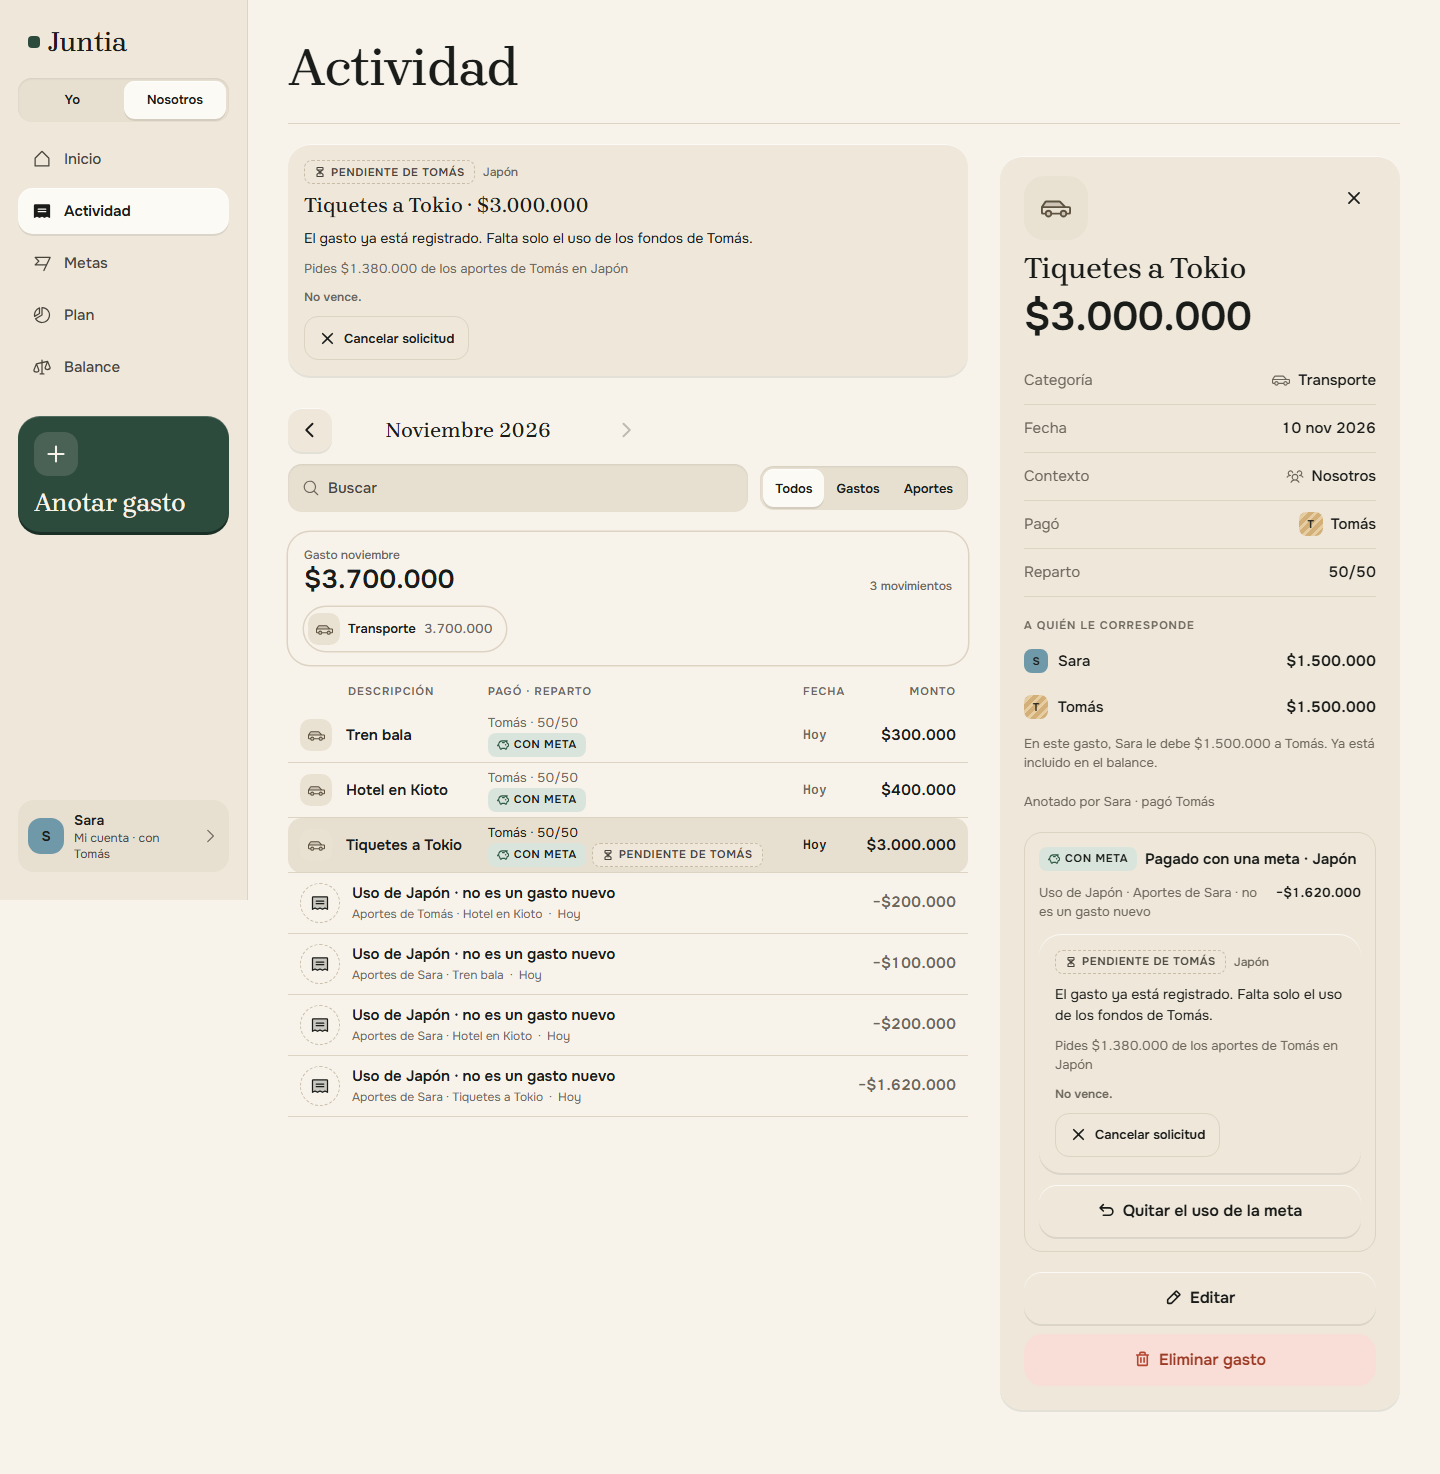 Juntia
Yo
Nosotros
Inicio
Actividad
Metas
Plan
Balance
Anotar gasto
S
Sara
Mi cuenta · con
Tomás
Actividad
PENDIENTE DE TOMÁS
Japón
Tiquetes a Tokio · $3.000.000
El gasto ya está registrado. Falta solo el uso de los fondos de Tomás.
Pides $1.380.000 de los aportes de Tomás en Japón
No vence.
Cancelar solicitud
Noviembre 2026
Buscar
Todos
Gastos
Aportes
Gasto noviembre
$3.700.000
3 movimientos
Transporte 3.700.000
DESCRIPCIÓN
PAGÓ · REPARTO
FECHA
MONTO
Tren bala
Tomás · 50/50
CON META
Hoy
$300.000
Hotel en Kioto
Tomás · 50/50
CON META
Hoy
$400.000
Tiquetes a Tokio
Tomás · 50/50
CON META
PENDIENTE DE TOMÁS
Hoy
$3.000.000
Uso de Japón · no es un gasto nuevo
Aportes de Tomás · Hotel en Kioto · Hoy
−$200.000
Uso de Japón · no es un gasto nuevo
Aportes de Sara · Tren bala · Hoy
−$100.000
Uso de Japón · no es un gasto nuevo
Aportes de Sara · Hotel en Kioto · Hoy
−$200.000
Uso de Japón · no es un gasto nuevo
Aportes de Sara · Tiquetes a Tokio · Hoy
−$1.620.000
Tiquetes a Tokio
$3.000.000
Categoría
Transporte
Fecha
10 nov 2026
Contexto
Nosotros
Pagó
T
Tomás
Reparto
50/50
A QUIÉN LE CORRESPONDE
S
Sara
$1.500.000
T
Tomás
$1.500.000
En este gasto, Sara le debe $1.500.000 a Tomás. Ya está
incluido en el balance.
Anotado por Sara · pagó Tomás
CON META
Pagado con una meta · Japón
Uso de Japón · Aportes de Sara · no
es un gasto nuevo
−$1.620.000
PENDIENTE DE TOMÁS
Japón
El gasto ya está registrado. Falta solo el uso
de los fondos de Tomás.
Pides $1.380.000 de los aportes de Tomás en
Japón
No vence.
Cancelar solicitud
Quitar el uso de la meta
Editar
Eliminar gasto